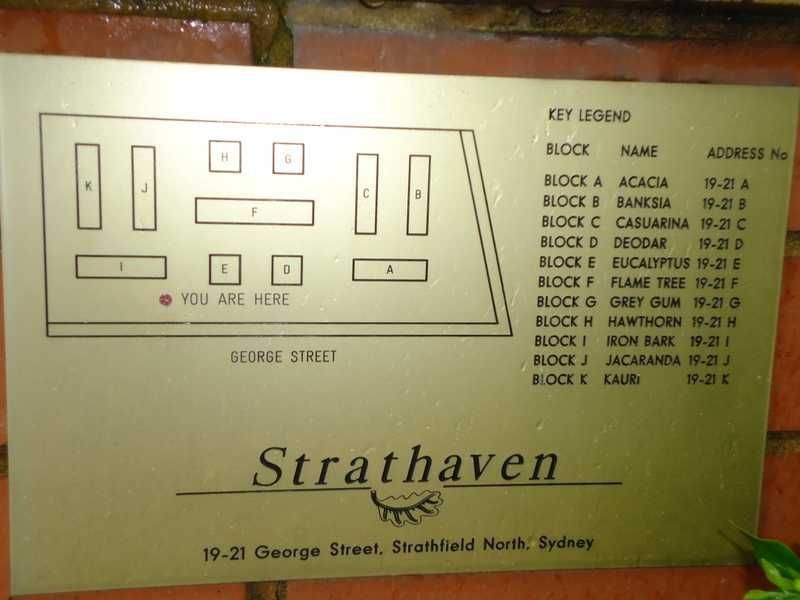 H G
K J C B
F
I E D A
YOU ARE HERE
GEORGE STREET
KEY LEGEND
BLOCK NAME ADDRESS No
BLOCK A ACACIA 19-21 A
BLOCK B BANKSIA 19-21 B
BLOCK C CASUARINA 19-21 C
BLOCK D DEODAR 19-21 D
BLOCK E EUCALYPTUS 19-21 E
BLOCK F FLAME TREE 19-21 F
BLOCK G GREY GUM 19-21 G
BLOCK H HAWTHORN 19-21 H
BLOCK I IRON BARK 19-21 I
BLOCK J JACARANDA 19-21 J
BLOCK K KAURI 19-21 K
Strathaven
19-21 George Street, Strathfield North, Sydney